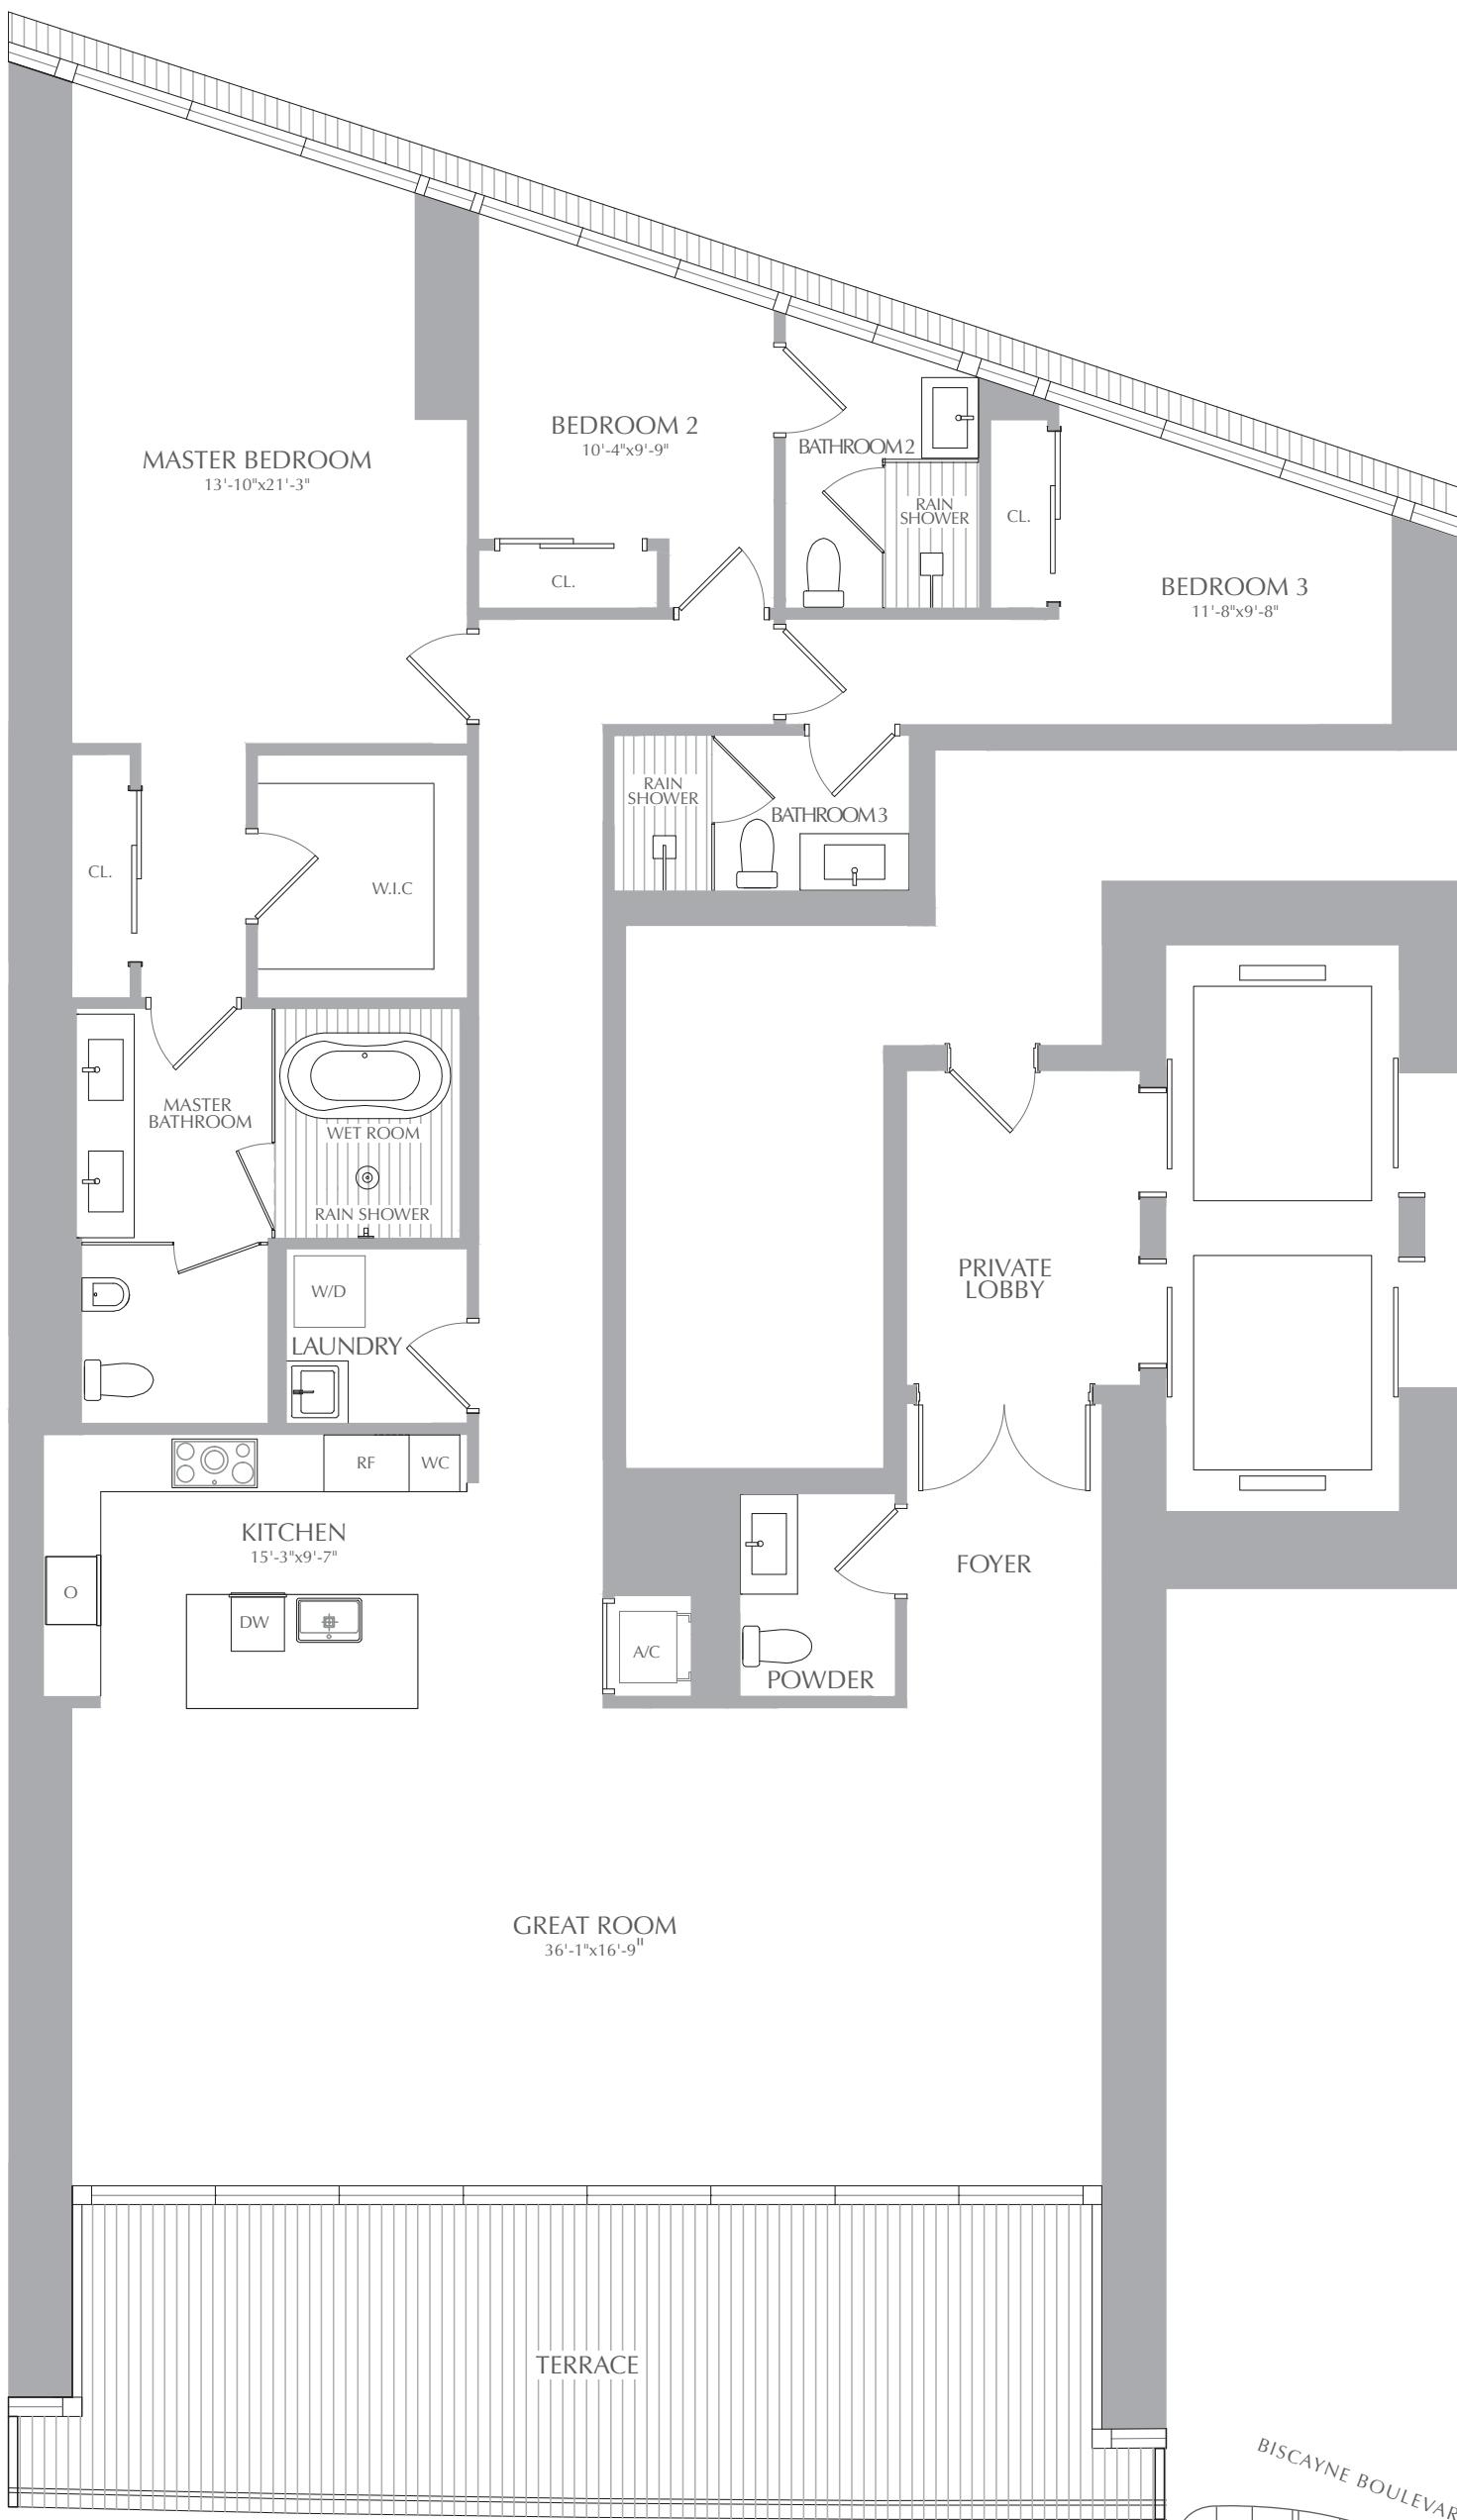 BEDROOM 2
10'-4"x9'-9"
BATHROOM 2
MASTER BEDROOM
13'-10"x21'-3"
RAIN
SHOWER
CL.
CL.
BEDROOM 3
11'-8"x9'-8"
RAIN
SHOWER
BATHROOM 3
CL.
W.I.C
MASTER
BATHROOM
WET ROOM
RAIN SHOWER
PRIVATE
LOBBY
W/D
LAUNDRY
RF
WC
KITCHEN
15'-3"x9'-7"
FOYER
O
DW
A/C
POWDER
GREAT ROOM
36'-1"x16'-9"
TERRACE
BISCAYNE BOULEVAR